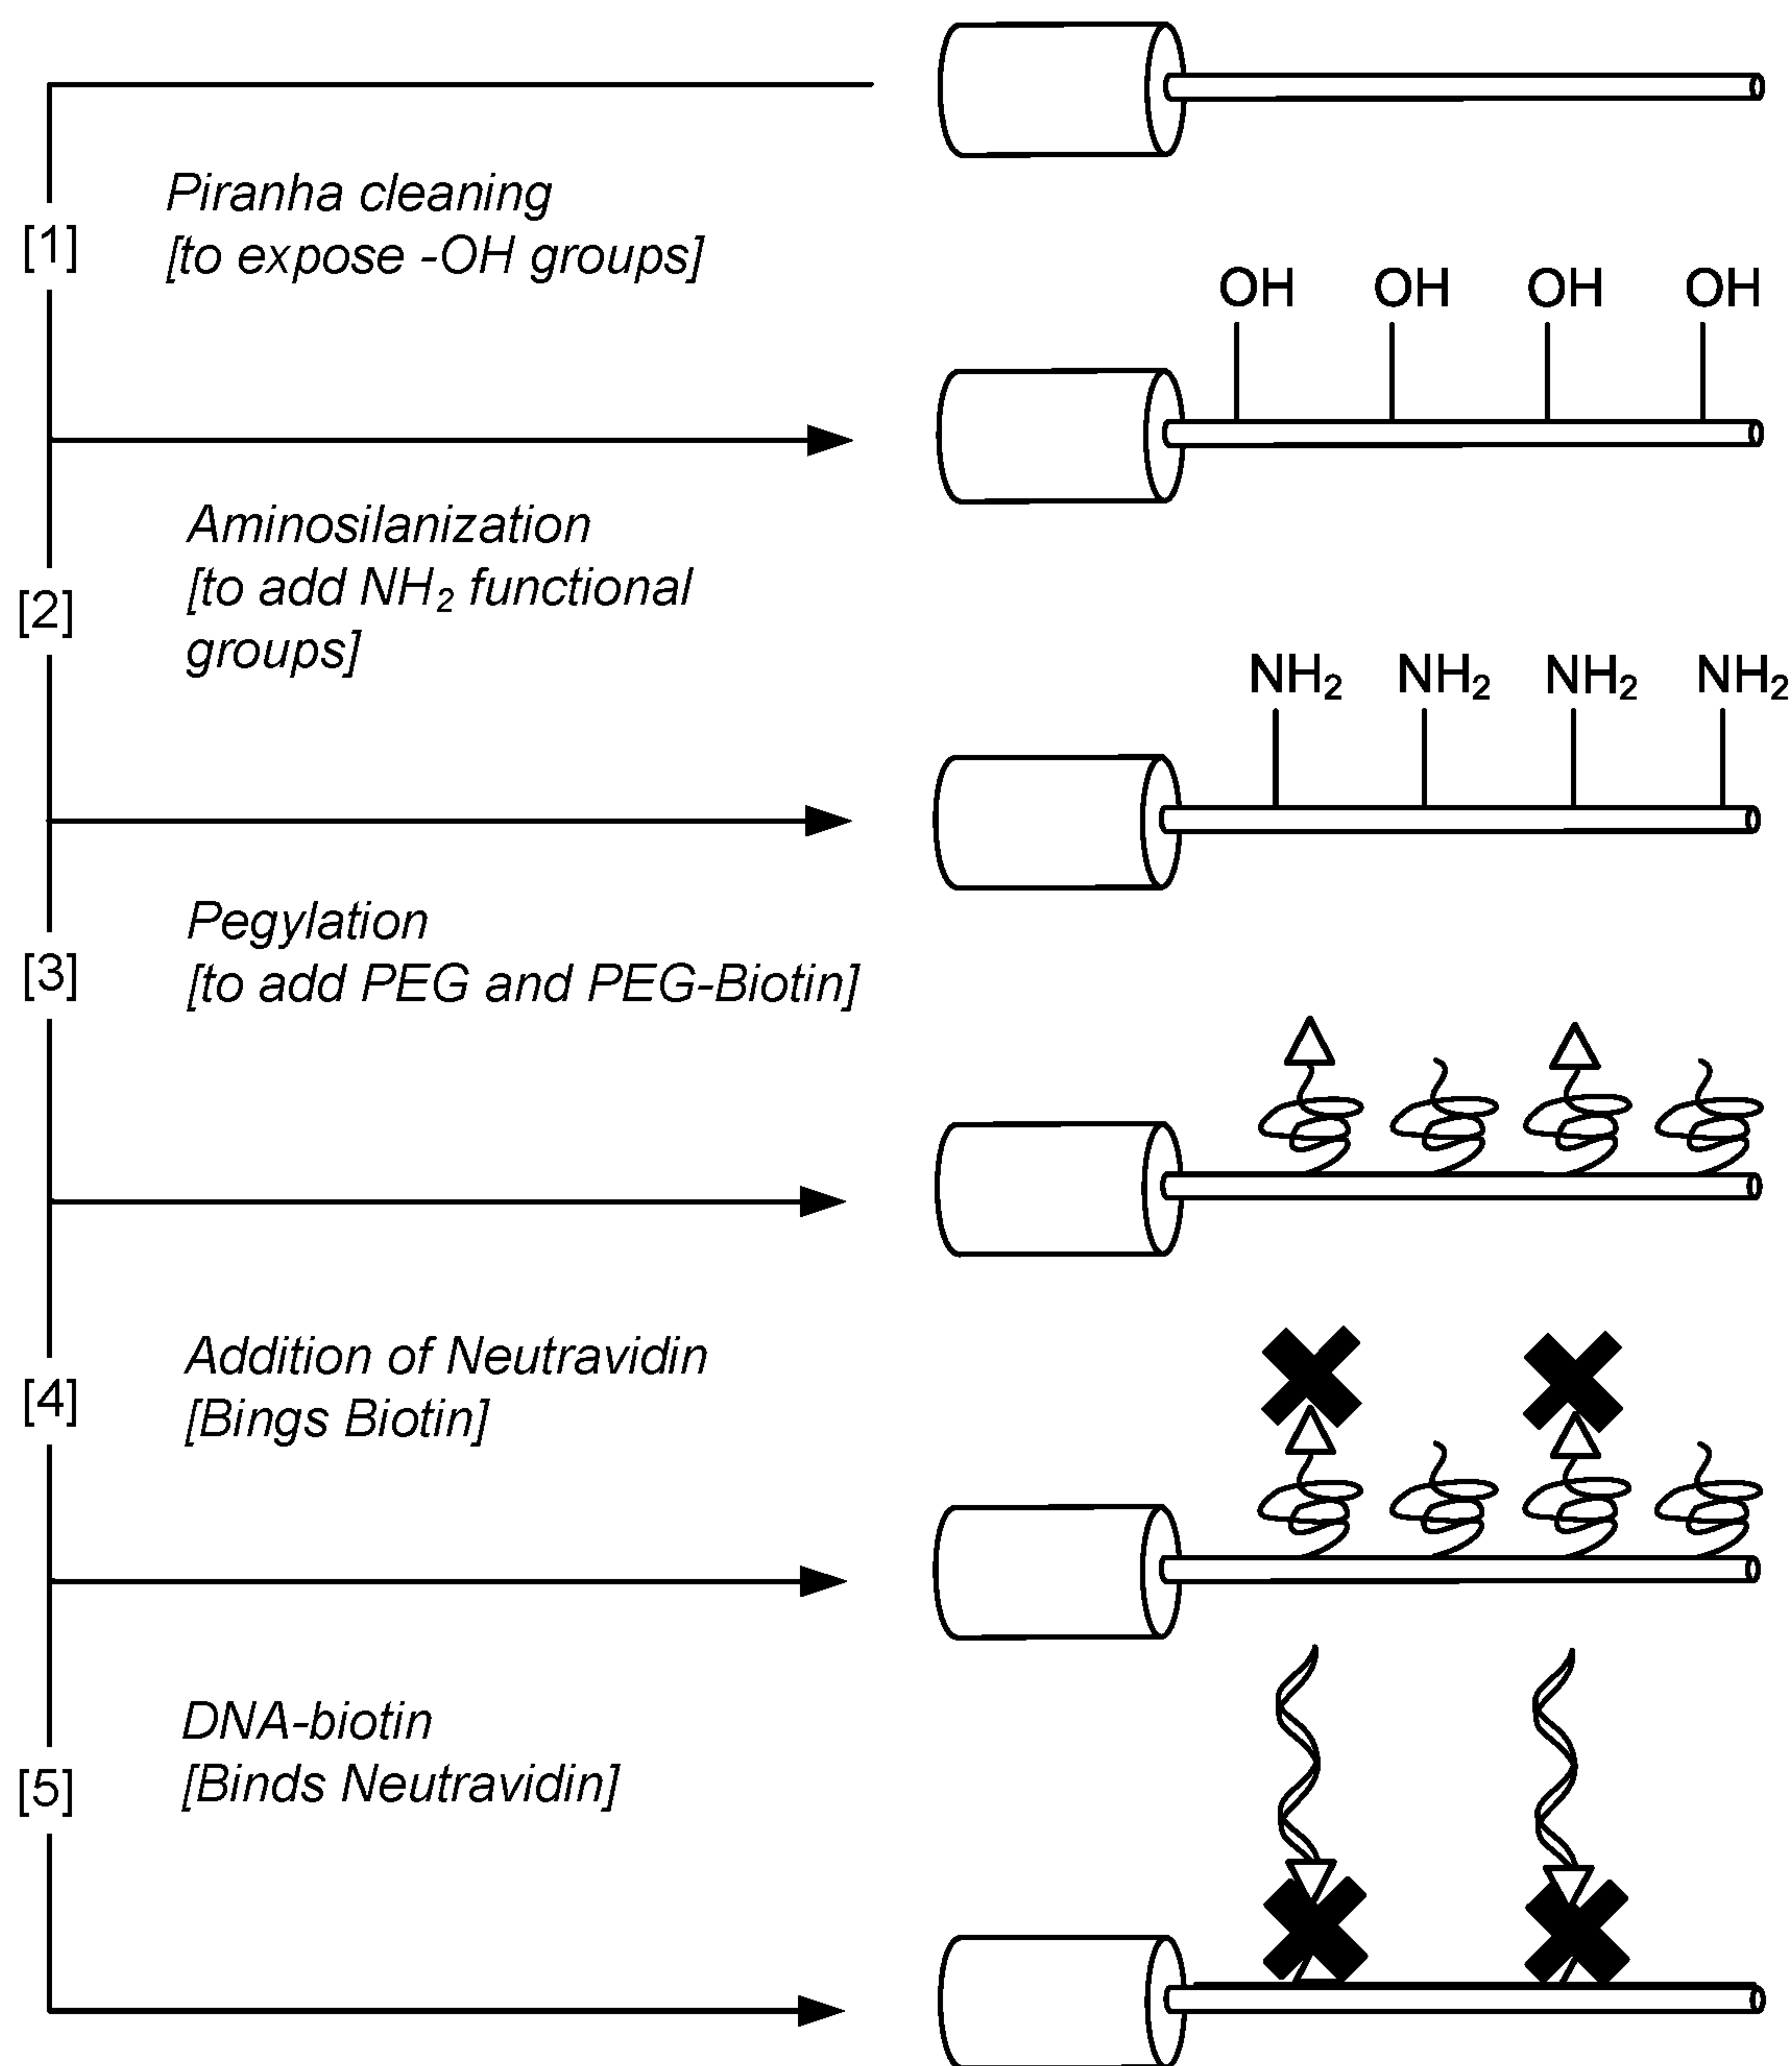 Piranha cleaning
[1]
[to expose -OH groups]
OH OH OH OH
Aminosilanization
[to add NH₂ functional
[2]
groups]
NH₂ NH₂ NH₂ NH₂
Pegylation
[3]
[to add PEG and PEG-Biotin]
Addition of Neutravidin
[4]
[Bings Biotin]
DNA-biotin
[5]
[Binds Neutravidin]